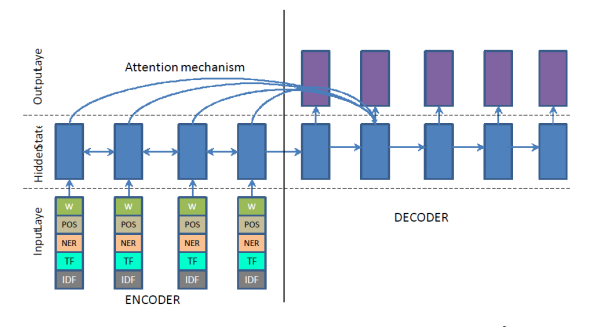 Attention mechanism
OutputLaye
HiddenState
InputLaye
W W W W
POS POS POS POS
NER NER NER NER
TF TF TF TF
IDF IDF IDF IDF
DECODER
ENCODER